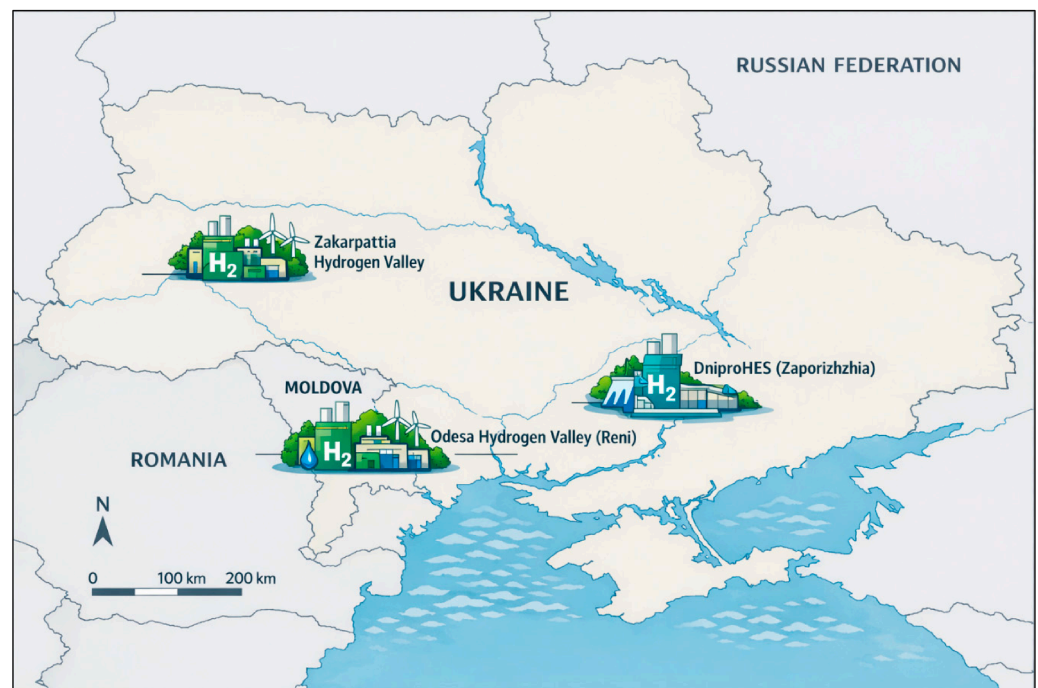 RUSSIAN FEDERATION
Zakarpattia
Hydrogen Valley
H2
UKRAINE
DniproHES (Zaporizhzhia)
H2
MOLDOVA
Odesa Hydrogen Valley (Reni)
H2
ROMANIA
N
0 100 km 200 km